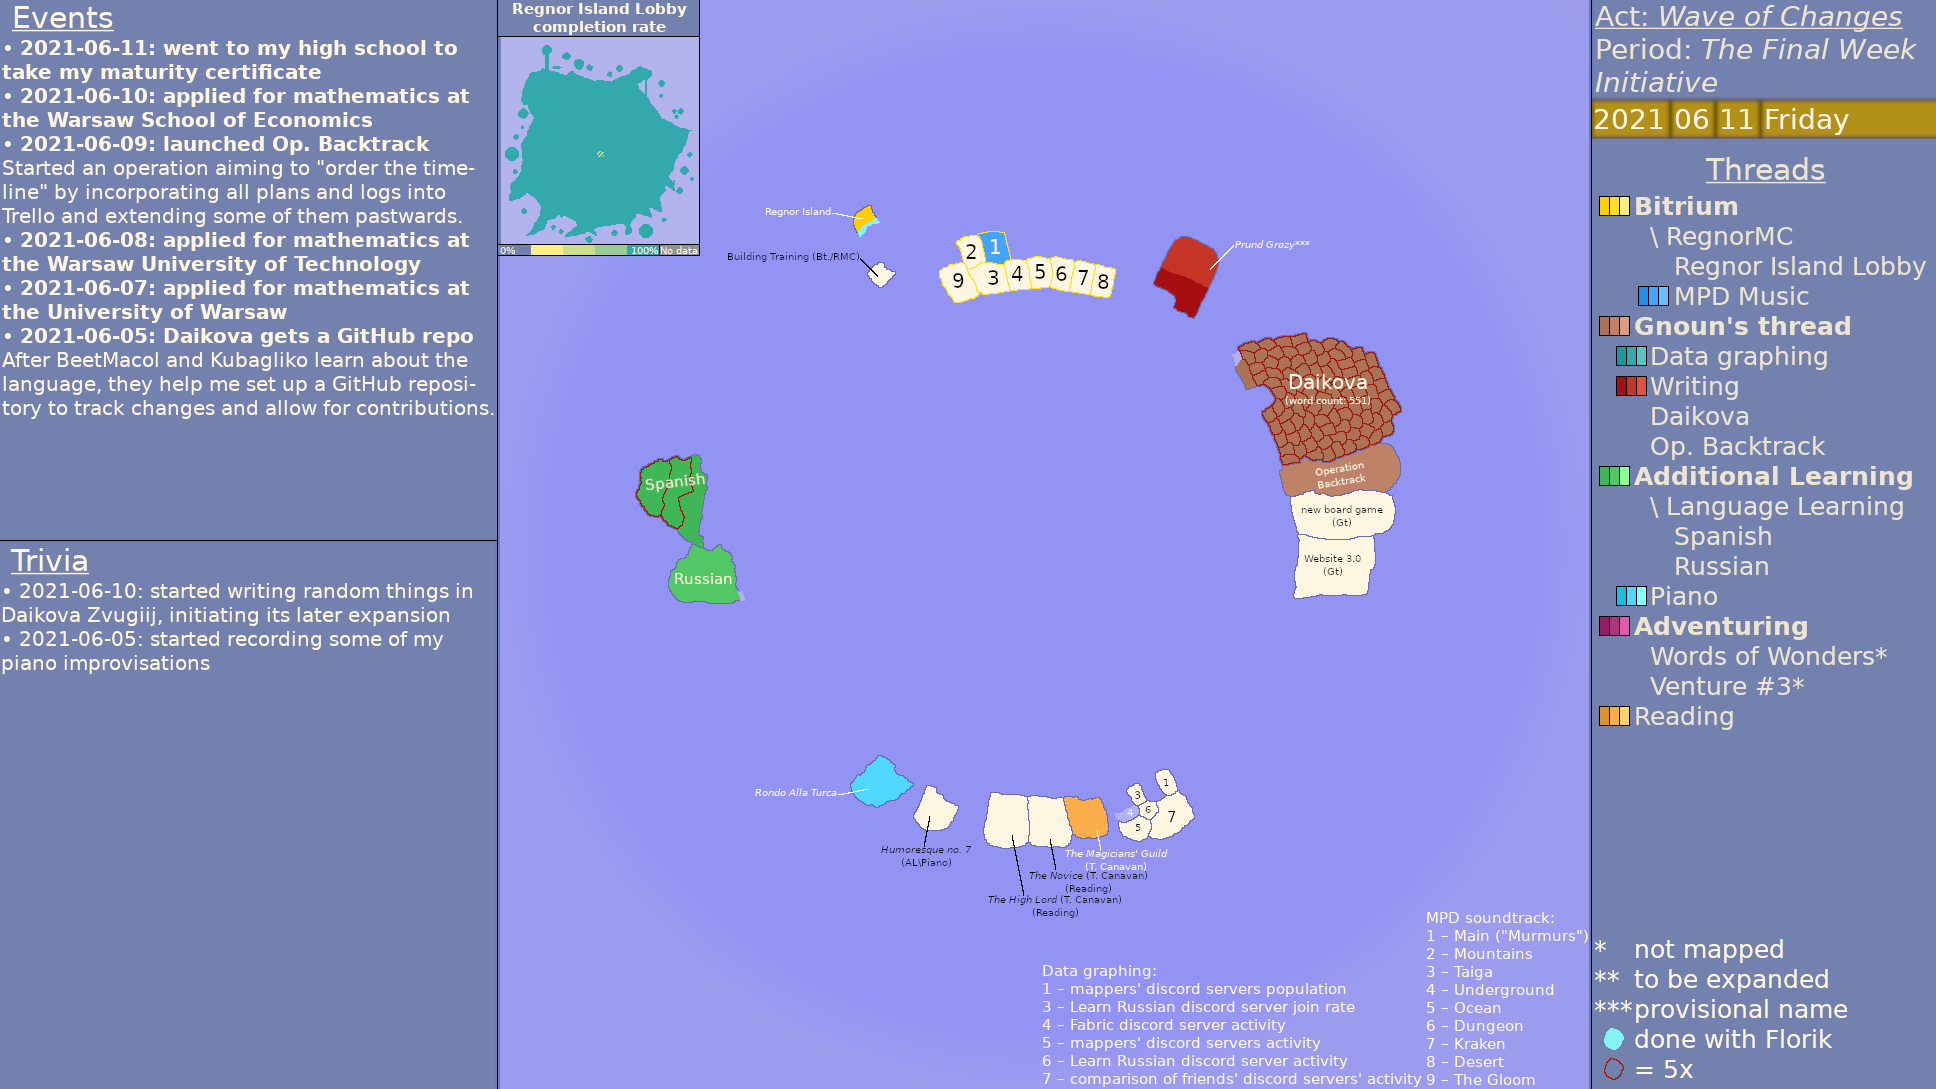 Events
• 2021-06-11: went to my high school to
take my maturity certificate
• 2021-06-10: applied for mathematics at
the Warsaw School of Economics
• 2021-06-09: launched Op. Backtrack
Started an operation aiming to "order the time-
line" by incorporating all plans and logs into
Trello and extending some of them pastwards.
• 2021-06-08: applied for mathematics at
the Warsaw University of Technology
• 2021-06-07: applied for mathematics at
the University of Warsaw
• 2021-06-05: Daikova gets a GitHub repo
After BeetMacol and Kubagliko learn about the
language, they help me set up a GitHub reposi-
tory to track changes and allow for contributions.
Trivia
• 2021-06-10: started writing random things in
Daikova Zvugiij, initiating its later expansion
• 2021-06-05: started recording some of my
piano improvisations
Regnor Island Lobby
completion rate
0% 100% No data
Regnor Island
Building Training (Bt./RMC)
2 1
9 3 4 5 6 7 8
Prund Grozy***
Daikova
(word count: 551)
Operation
Backtrack
new board game
(Gt)
Website 3.0
(Gt)
Spanish
Russian
Rondo Alla Turca
Humoresque no. 7
(AL\Piano)
The Magicians' Guild
(T. Canavan)
The Novice (T. Canavan)
(Reading)
The High Lord (T. Canavan)
(Reading)
1
3
4 6 7
5
Data graphing:
1 – mappers' discord servers population
3 – Learn Russian discord server join rate
4 – Fabric discord server activity
5 – mappers' discord servers activity
6 – Learn Russian discord server activity
7 – comparison of friends' discord servers' activity
MPD soundtrack:
1 – Main ("Murmurs")
2 – Mountains
3 – Taiga
4 – Underground
5 – Ocean
6 – Dungeon
7 – Kraken
8 – Desert
9 – The Gloom
Act: Wave of Changes
Period: The Final Week
Initiative
2021 06 11 Friday
Threads
Bitrium
\ RegnorMC
Regnor Island Lobby
MPD Music
Gnoun's thread
Data graphing
Writing
Daikova
Op. Backtrack
Additional Learning
\ Language Learning
Spanish
Russian
Piano
Adventuring
Words of Wonders*
Venture #3*
Reading
* not mapped
** to be expanded
*** provisional name
done with Florik
= 5x